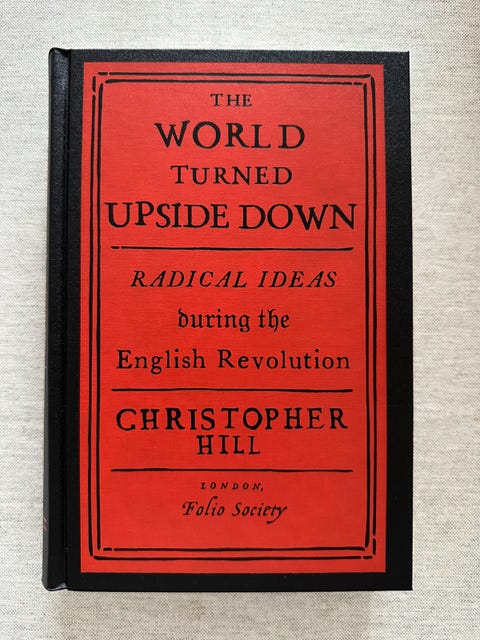 THE
WORLD
TURNED
UPSIDE DOWN
RADICAL IDEAS
during the
English Revolution
CHRISTOPHER
HILL
LONDON,
Folio Society